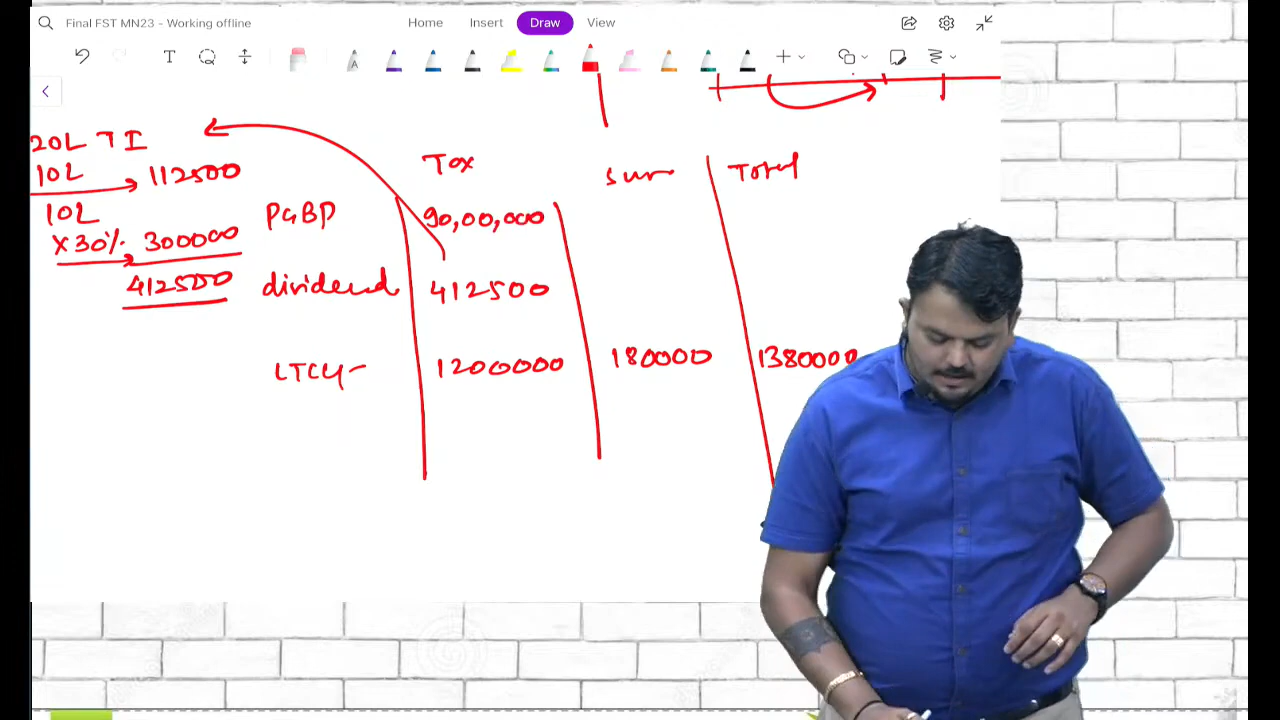 Final FST MN23 - Working offline
Home Insert Draw View
20L TI
10L 112500
10L
x30% 300000
412500
Tax Sur Total
PGBP 90,00,000
dividend 412500
LTCG 1200000 180000 1380000